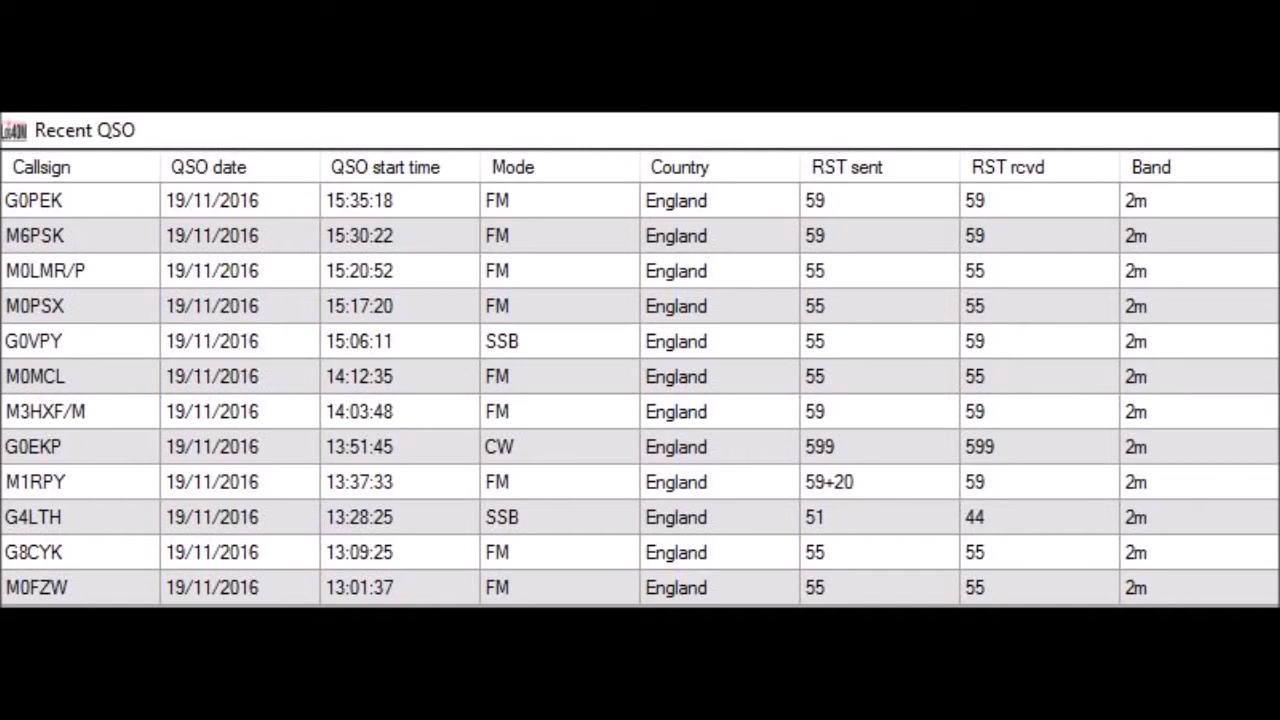 Recent QSO
Callsign QSO date QSO start time Mode Country RST sent RST rcvd Band
G0PEK 19/11/2016 15:35:18 FM England 59 59 2m
M6PSK 19/11/2016 15:30:22 FM England 59 59 2m
M0LMR/P 19/11/2016 15:20:52 FM England 55 55 2m
M0PSX 19/11/2016 15:17:20 FM England 55 55 2m
G0VPY 19/11/2016 15:06:11 SSB England 55 59 2m
M0MCL 19/11/2016 14:12:35 FM England 55 55 2m
M3HXF/M 19/11/2016 14:03:48 FM England 59 59 2m
G0EKP 19/11/2016 13:51:45 CW England 599 599 2m
M1RPY 19/11/2016 13:37:33 FM England 59+20 59 2m
G4LTH 19/11/2016 13:28:25 SSB England 51 44 2m
G8CYK 19/11/2016 13:09:25 FM England 55 55 2m
M0FZW 19/11/2016 13:01:37 FM England 55 55 2m